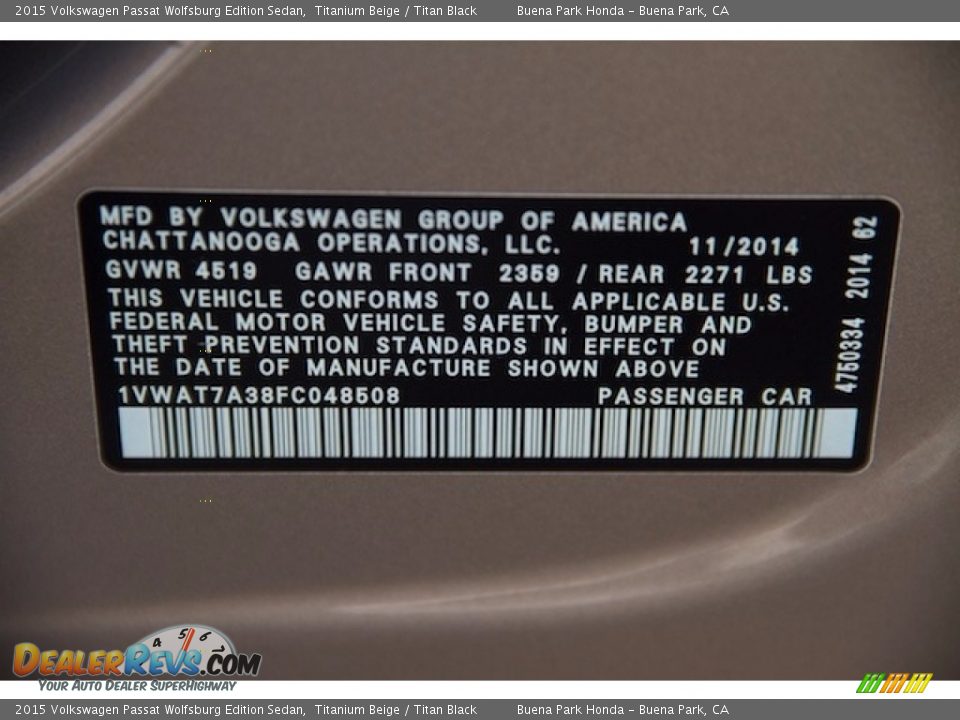 2015 Volkswagen Passat Wolfsburg Edition Sedan, Titanium Beige / Titan Black Buena Park Honda - Buena Park, CA
MFD BY VOLKSWAGEN GROUP OF AMERICA
CHATTANOOGA OPERATIONS, LLC. 11/2014
GVWR 4519 GAWR FRONT 2359 / REAR 2271 LBS
THIS VEHICLE CONFORMS TO ALL APPLICABLE U.S.
FEDERAL MOTOR VEHICLE SAFETY, BUMPER AND
THEFT PREVENTION STANDARDS IN EFFECT ON
THE DATE OF MANUFACTURE SHOWN ABOVE
1VWAT7A38FC048508 PASSENGER CAR
4750334 2014 62
4 5 6 7
DEALERREVS.COM
YOUR AUTO DEALER SUPERHIGHWAY
2015 Volkswagen Passat Wolfsburg Edition Sedan, Titanium Beige / Titan Black Buena Park Honda - Buena Park, CA